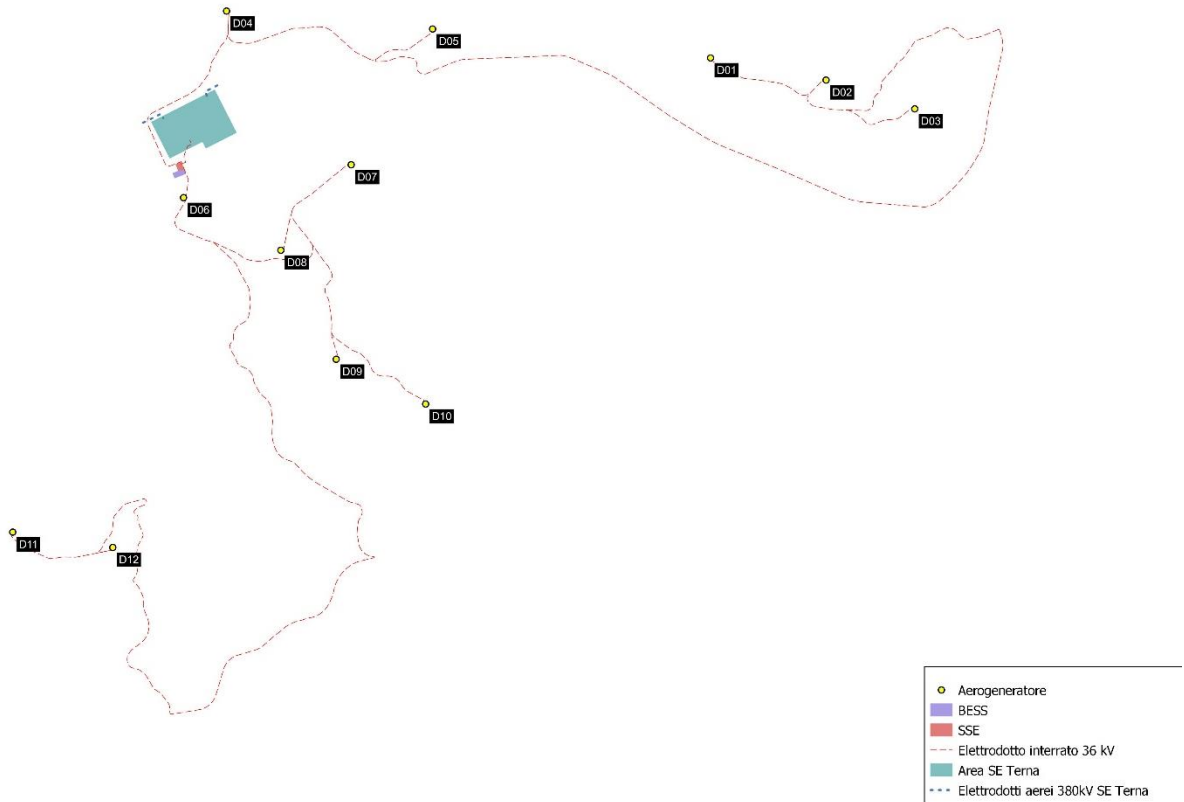 D04
D05
D01
D02
D03
D07
D06
D08
D09
D10
D11
D12
Aerogeneratore
BESS
SSE
Elettrodotto interrato 36 kV
Area SE Terna
Elettrodotti aerei 380kV SE Terna